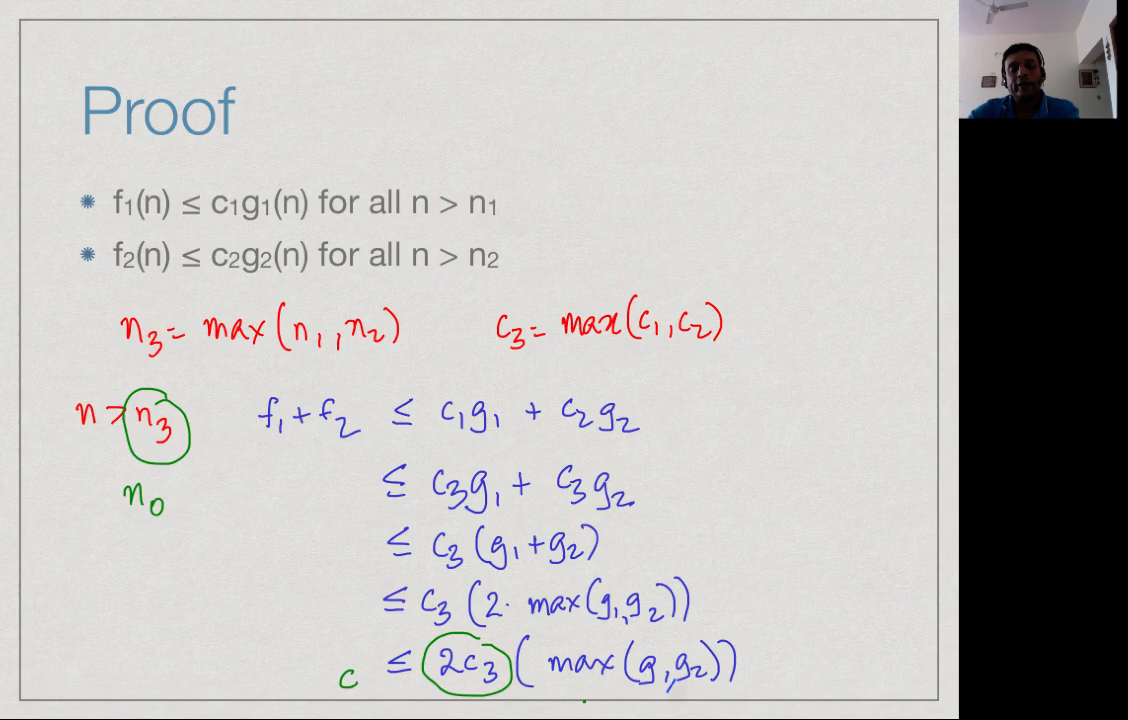 Proof
f₁(n) ≤ c₁g₁(n) for all n > n₁
f₂(n) ≤ c₂g₂(n) for all n > n₂
n₃ = max(n₁, n₂) c₃ = max(c₁, c₂)
n > n₃ f₁ + f₂ ≤ c₁g₁ + c₂g₂
n₀ ≤ c₃g₁ + c₃g₂
≤ c₃(g₁+g₂)
≤ c₃(2· max(g₁,g₂))
c ≤ 2c₃(max(g₁,g₂))